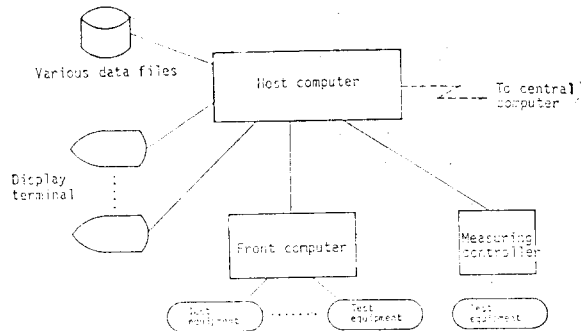 Various data files
Host computer
To central
computer
Display
terminal
Front computer
Measuring
controller
Test
equipment
Test
equipment
Test
equipment